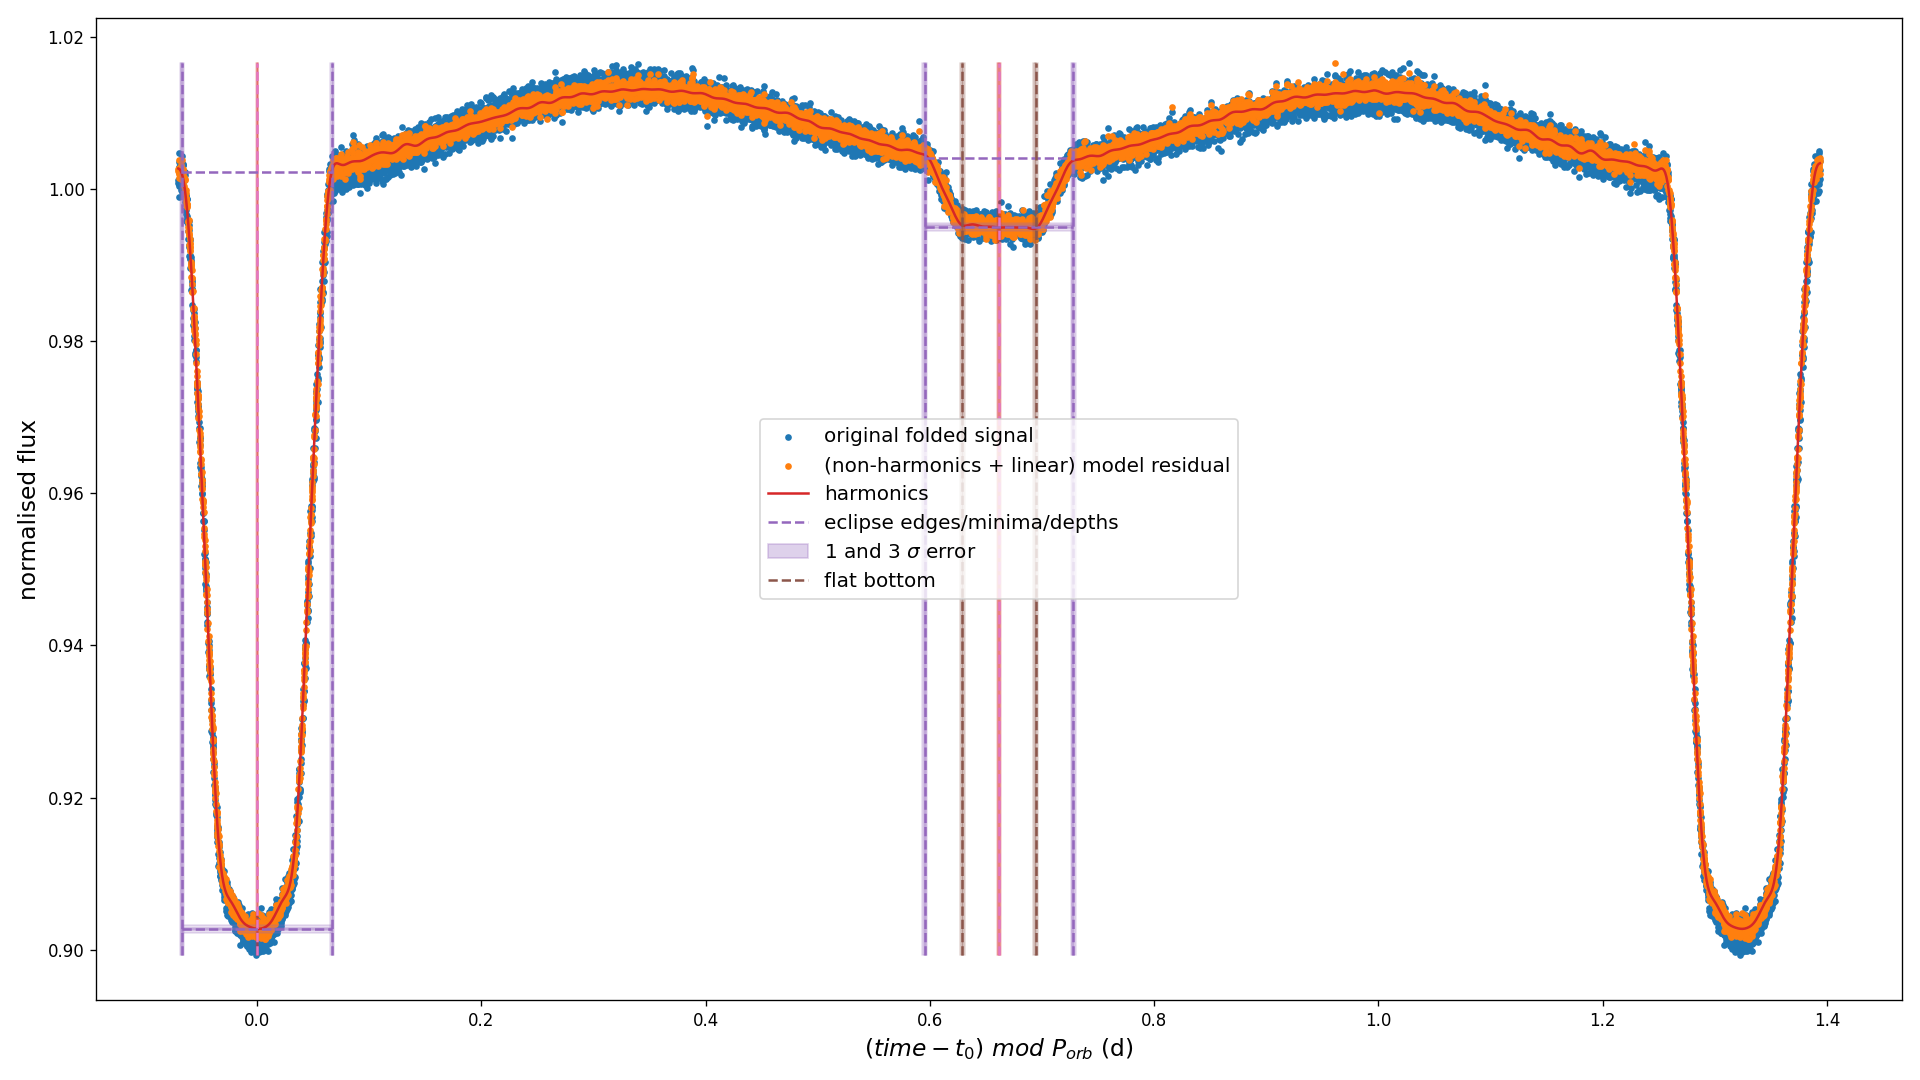 1.02
1.00
0.98
0.96
0.94
0.92
0.90
normalised flux
original folded signal
(non-harmonics + linear) model residual
harmonics
eclipse edges/minima/depths
1 and 3 σ error
flat bottom
0.0 0.2 0.4 0.6 0.8 1.0 1.2 1.4
(time − t₀) mod Pₒᵣb (d)